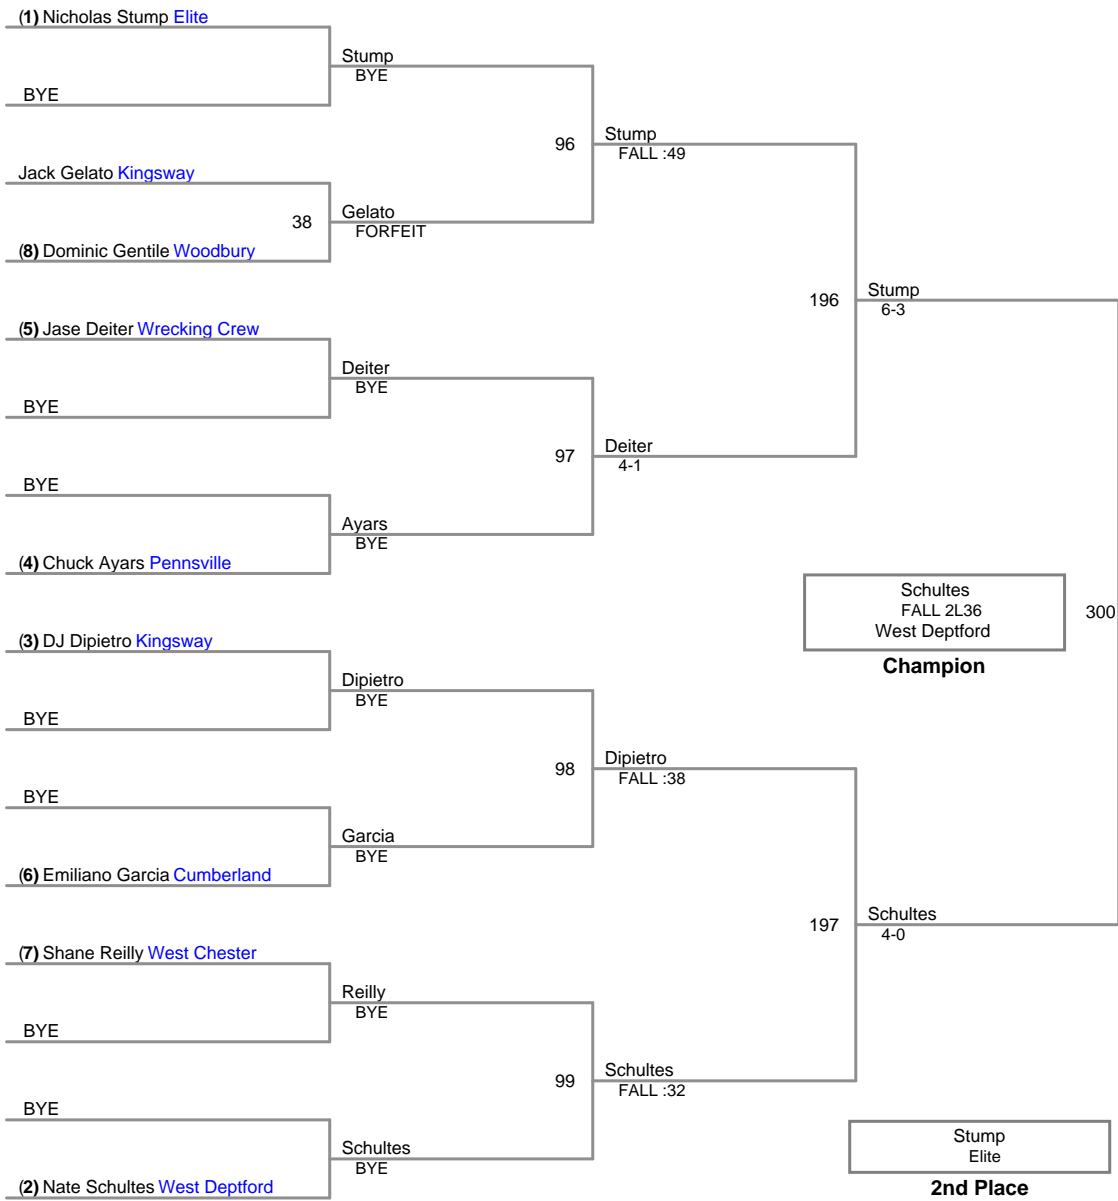 (1) Nicholas Stump Elite
BYE
Jack Gelato Kingsway
(8) Dominic Gentile Woodbury
(5) Jase Deiter Wrecking Crew
BYE
BYE
(4) Chuck Ayars Pennsville
(3) DJ Dipietro Kingsway
BYE
BYE
(6) Emiliano Garcia Cumberland
(7) Shane Reilly West Chester
BYE
BYE
(2) Nate Schultes West Deptford
Stump
BYE
38
Gelato
FORFEIT
Deiter
BYE
Ayars
BYE
Dipietro
BYE
Garcia
BYE
Reilly
BYE
Schultes
BYE
96
Stump
FALL :49
97
Deiter
4-1
98
Dipietro
FALL :38
99
Schultes
FALL :32
196
Stump
6-3
197
Schultes
4-0
300
Schultes
FALL 2L36
West Deptford
Champion
Stump
Elite
2nd Place